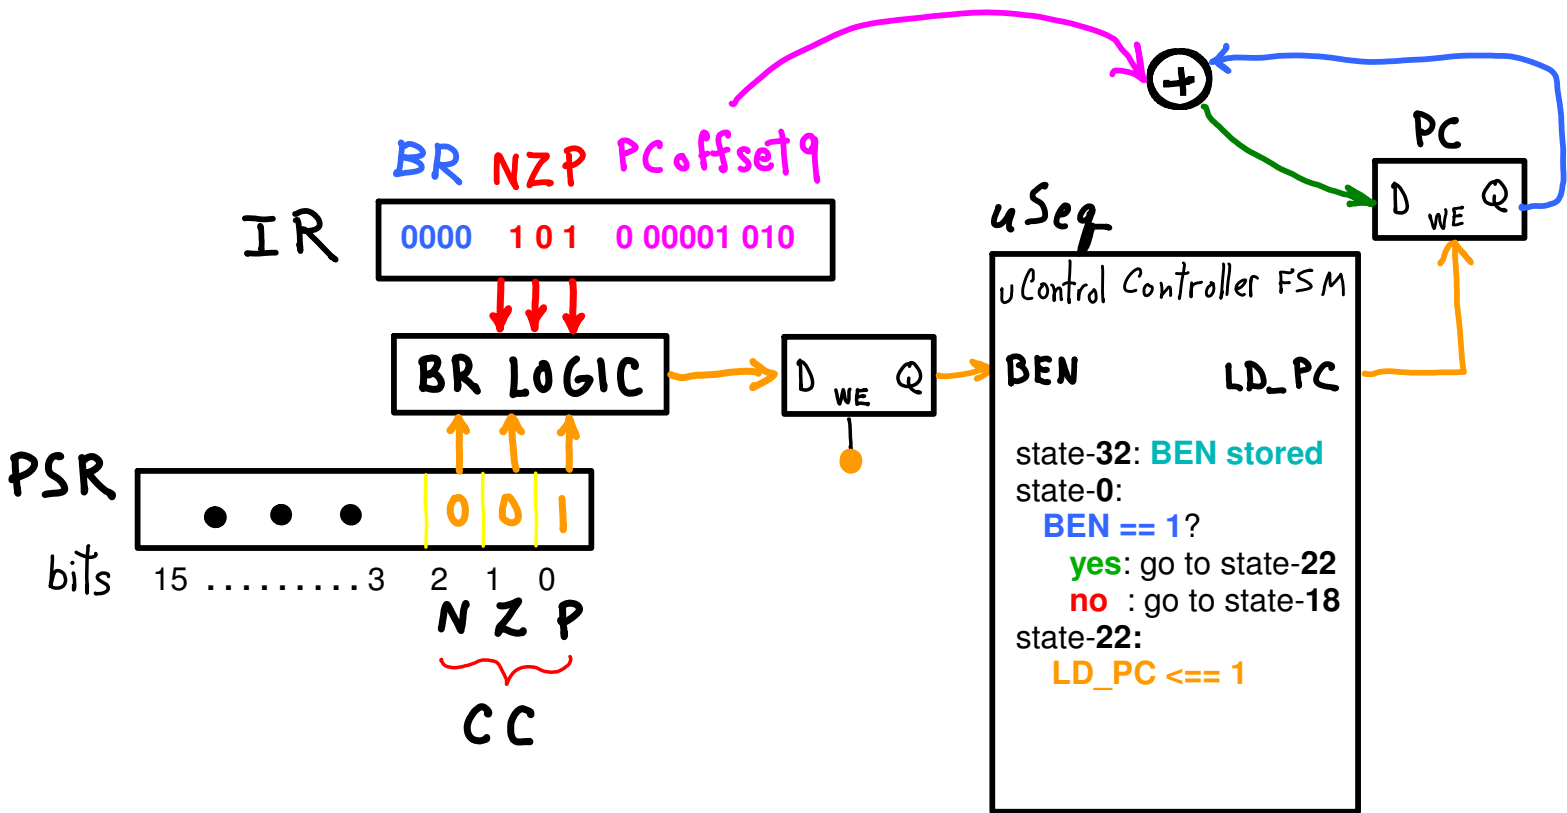 PC
BR NZP PCoffset9
D WE Q
IR 0000 1 0 1 0 00001 010
uSeq
uControl Controller FSM
BR LOGIC
D WE Q
BEN LD_PC
PSR 0 0 1
bits 15 ......... 3 2 1 0
N Z P
CC
state-32: BEN stored
state-0:
BEN == 1?
yes: go to state-22
no : go to state-18
state-22:
LD_PC <== 1
+